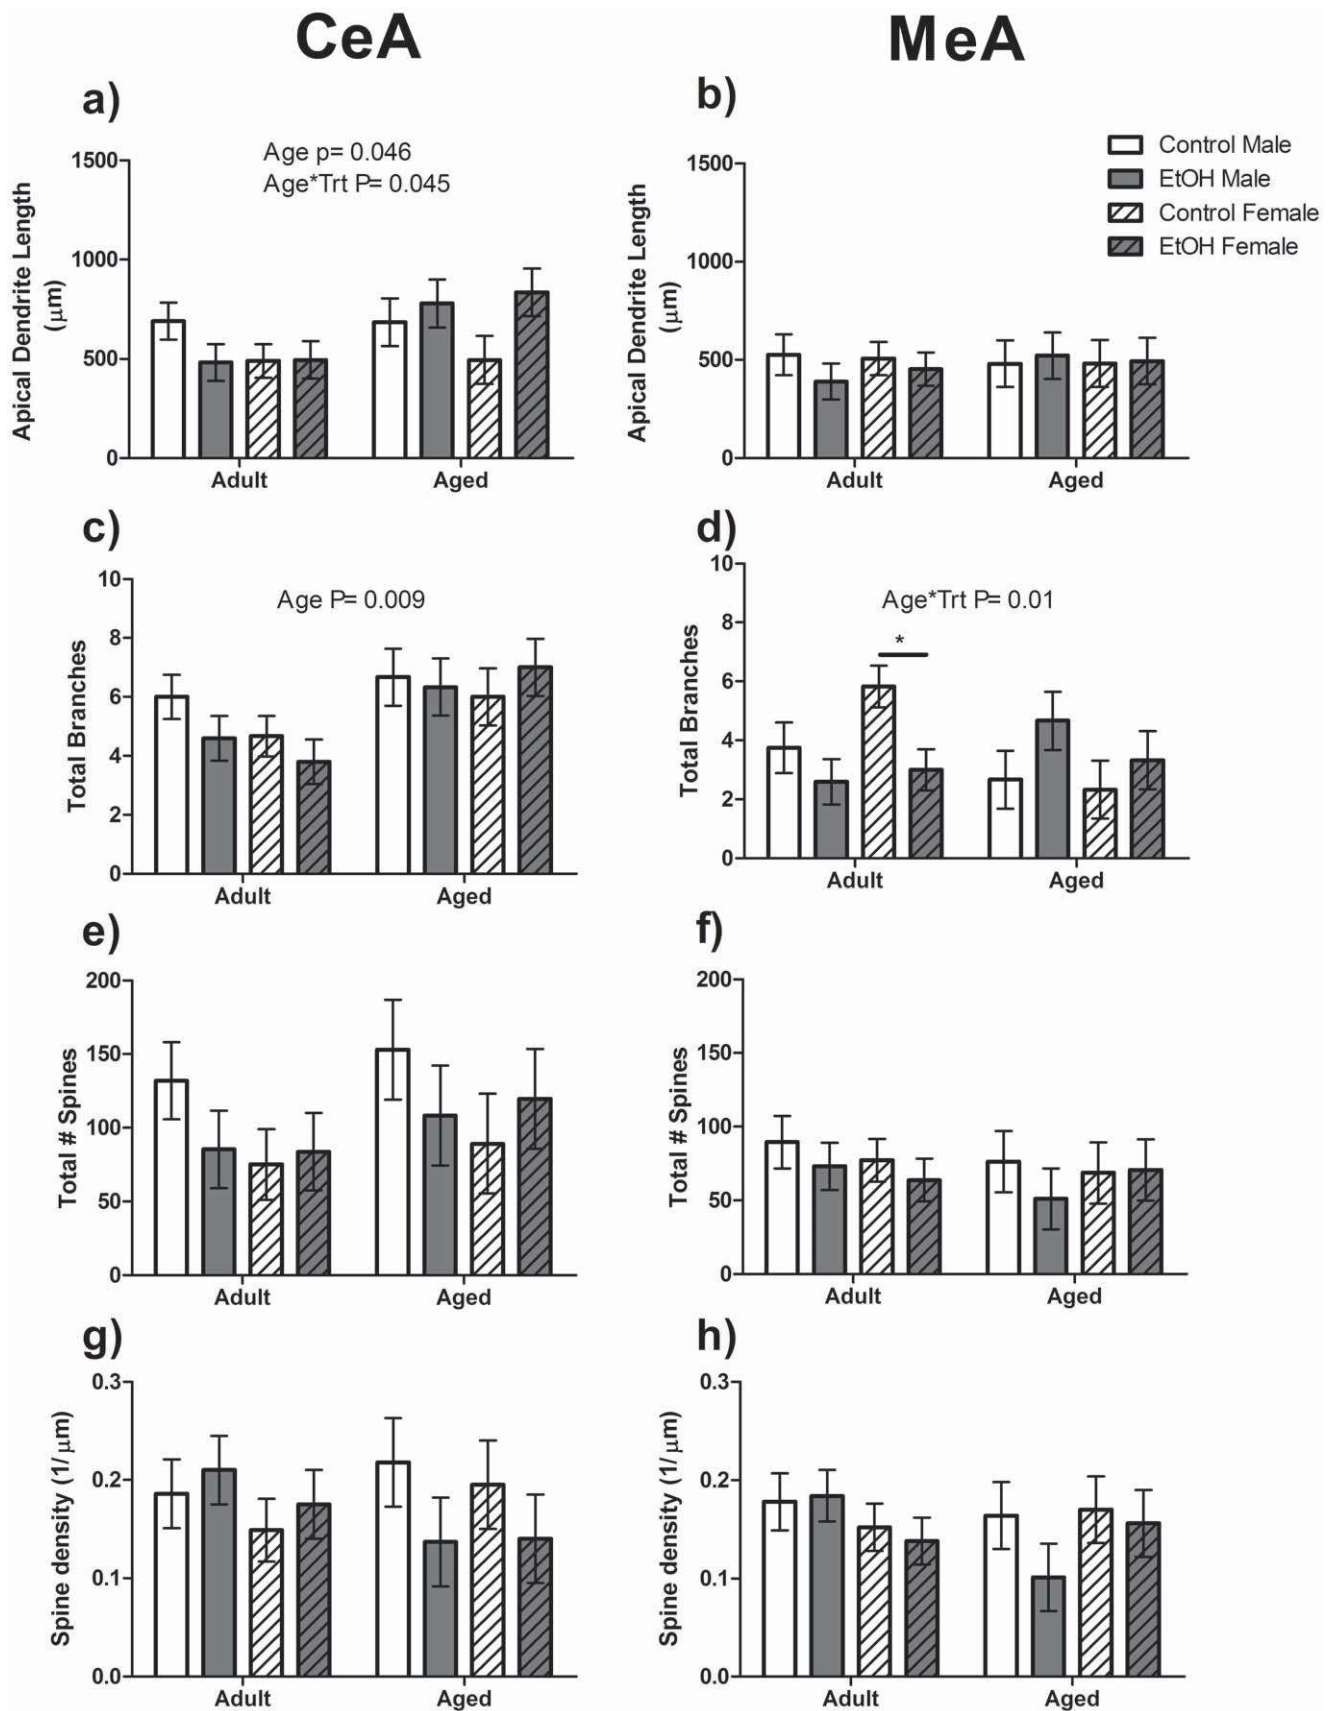 CeA
MeA
a)
Age p= 0.046
Age*Trt P= 0.045
Apical Dendrite Length
(μm)
1500
1000
500
0
Adult
Aged
b)
Control Male
EtOH Male
Control Female
EtOH Female
Apical Dendrite Length
(μm)
1500
1000
500
0
Adult
Aged
c)
Age P= 0.009
Total Branches
10
8
6
4
2
0
Adult
Aged
d)
Age*Trt P= 0.01
*
Total Branches
10
8
6
4
2
0
Adult
Aged
e)
Total # Spines
200
150
100
50
0
Adult
Aged
f)
Total # Spines
200
150
100
50
0
Adult
Aged
g)
Spine density (1/μm)
0.3
0.2
0.1
0.0
Adult
Aged
h)
Spine density (1/μm)
0.3
0.2
0.1
0.0
Adult
Aged